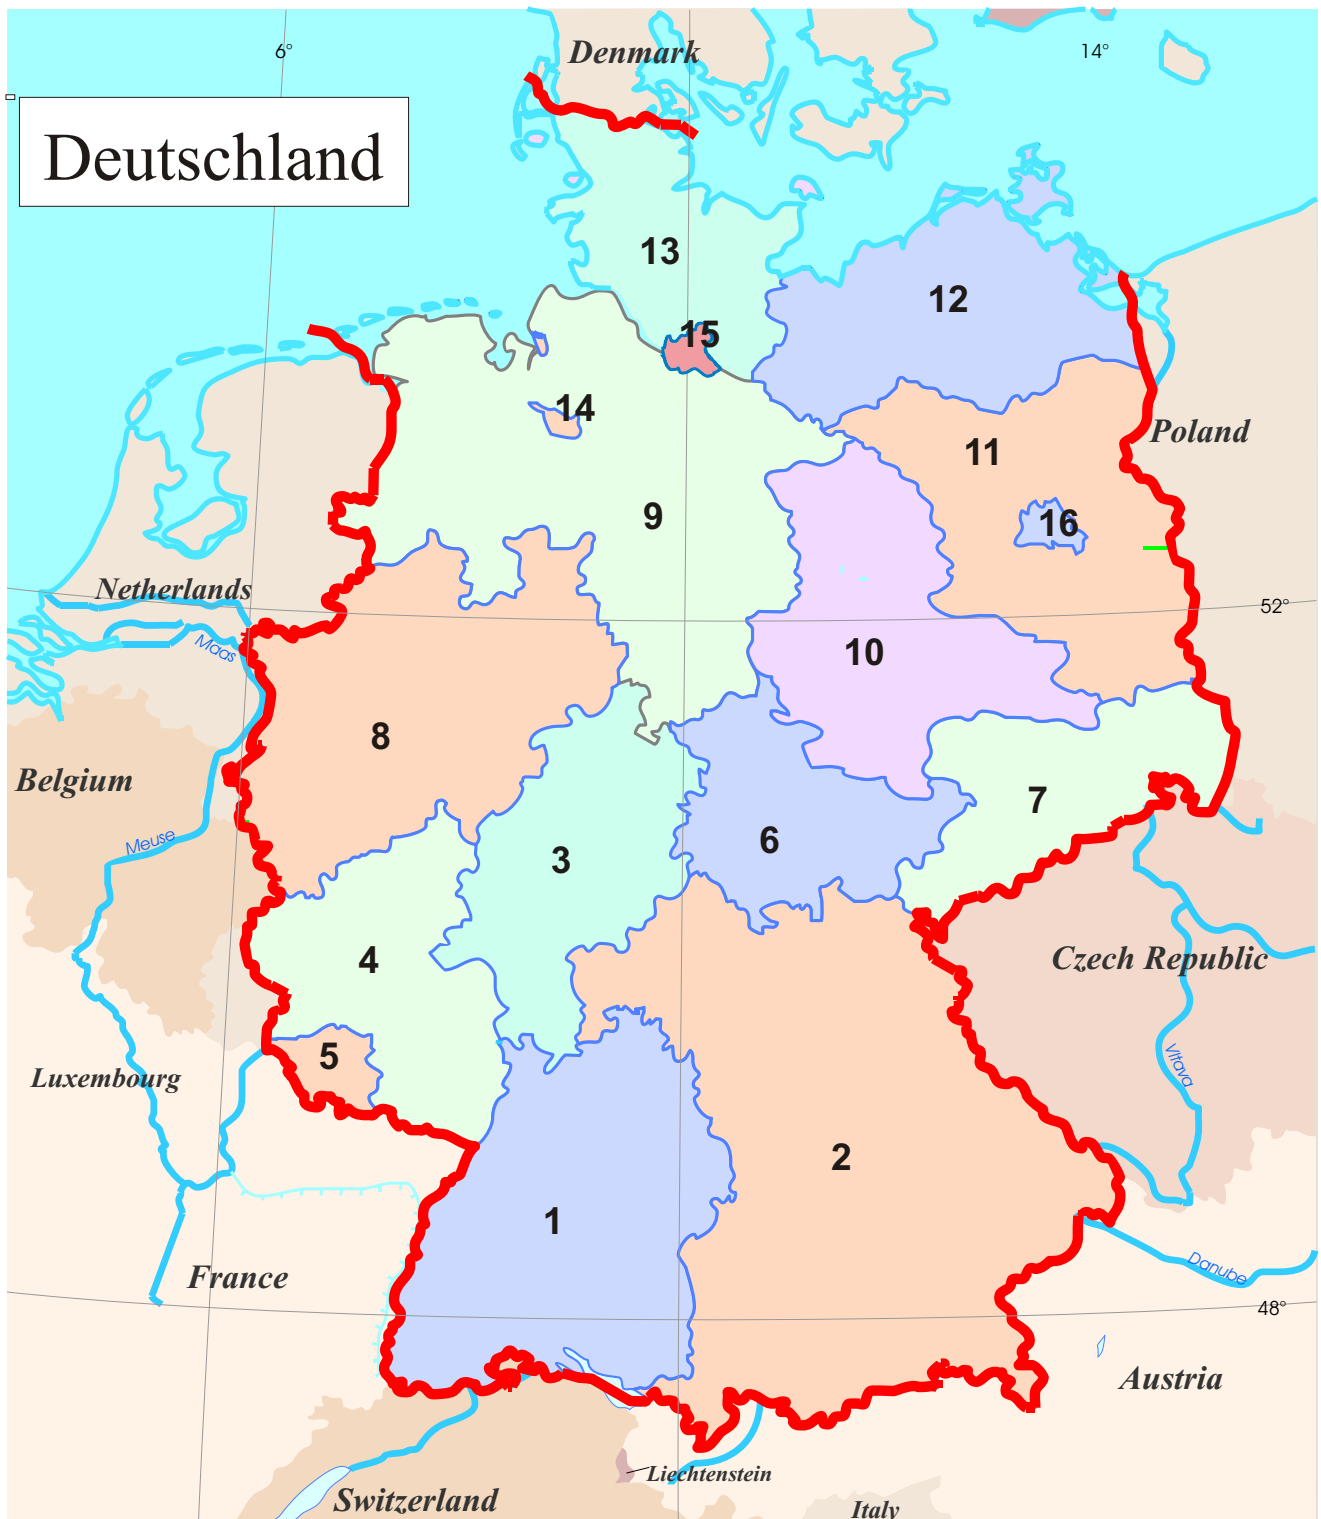 6°
Denmark
14°
Deutschland
13
12
15
14
Poland
11
9
16
Netherlands
52°
Maas
10
8
Belgium
7
Meuse
6
3
4
Czech Republic
5
Luxembourg
Vltava
2
1
France
Danube
48°
Austria
Liechtenstein
Switzerland
Italy